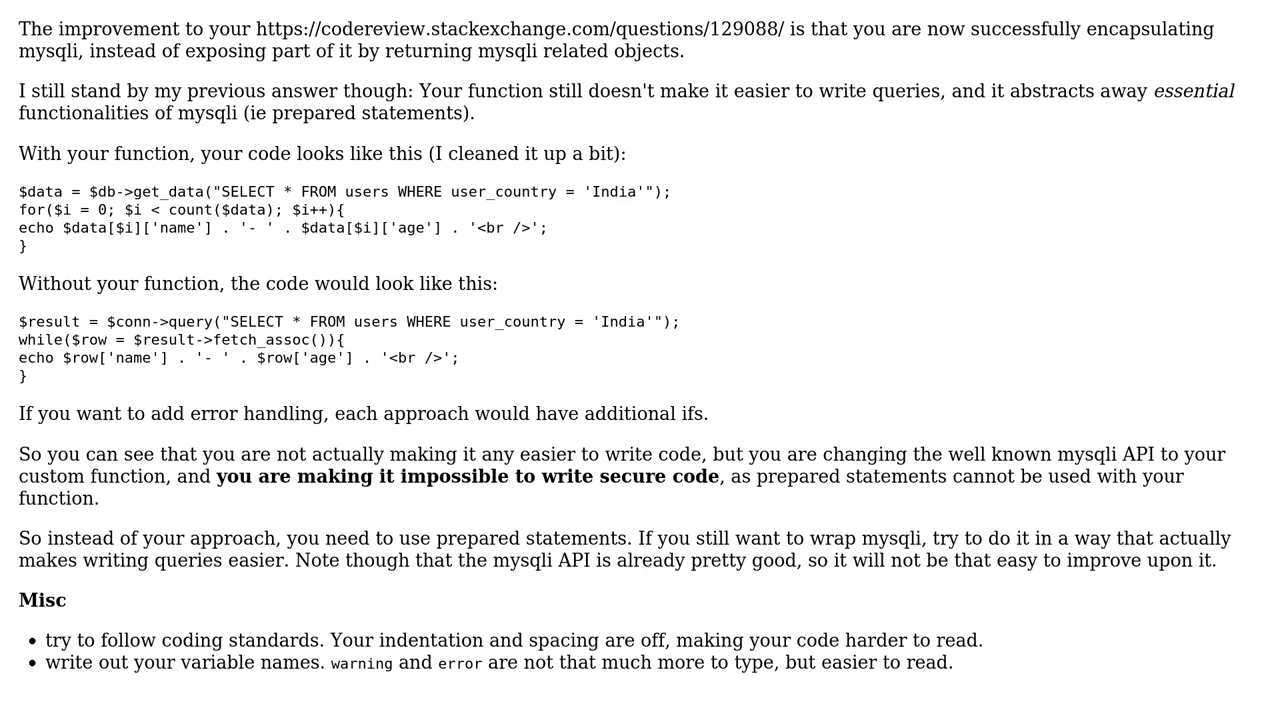 The improvement to your https://codereview.stackexchange.com/questions/129088/ is that you are now successfully encapsulating
mysqli, instead of exposing part of it by returning mysqli related objects.
I still stand by my previous answer though: Your function still doesn't make it easier to write queries, and it abstracts away essential
functionalities of mysqli (ie prepared statements).
With your function, your code looks like this (I cleaned it up a bit):
$data = $db->get_data("SELECT * FROM users WHERE user_country = 'India'");
for($i = 0; $i < count($data); $i++){
echo $data[$i]['name'] . '- ' . $data[$i]['age'] . '<br />';
}
Without your function, the code would look like this:
$result = $conn->query("SELECT * FROM users WHERE user_country = 'India'");
while($row = $result->fetch_assoc()){
echo $row['name'] . '- ' . $row['age'] . '<br />';
}
If you want to add error handling, each approach would have additional ifs.
So you can see that you are not actually making it any easier to write code, but you are changing the well known mysqli API to your
custom function, and you are making it impossible to write secure code, as prepared statements cannot be used with your
function.
So instead of your approach, you need to use prepared statements. If you still want to wrap mysqli, try to do it in a way that actually
makes writing queries easier. Note though that the mysqli API is already pretty good, so it will not be that easy to improve upon it.
Misc
• try to follow coding standards. Your indentation and spacing are off, making your code harder to read.
• write out your variable names. warning and error are not that much more to type, but easier to read.